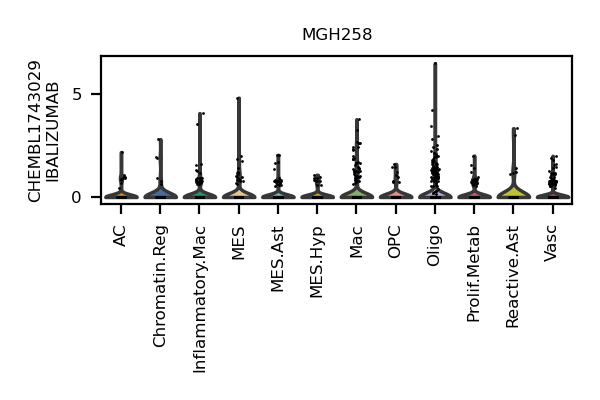 MGH258
CHEMBL1743029
IBALIZUMAB
5
0
AC
Chromatin.Reg
Inflammatory.Mac
MES
MES.Ast
MES.Hyp
Mac
OPC
Oligo
Prolif.Metab
Reactive.Ast
Vasc